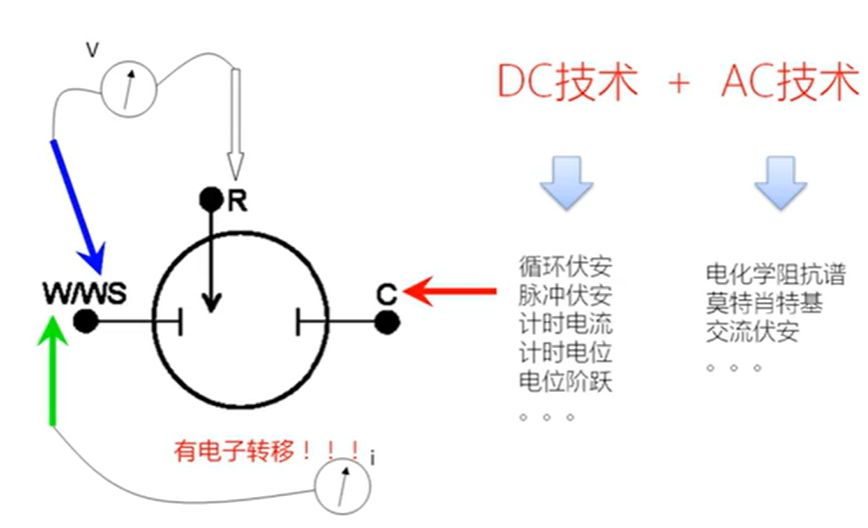 V
DC技术 + AC技术
R
W/WS
C
循环伏安
脉冲伏安
计时电流
计时电位
电位阶跃
。。。
电化学阻抗谱
莫特肖特基
交流伏安
。。。
有电子转移！！！
i